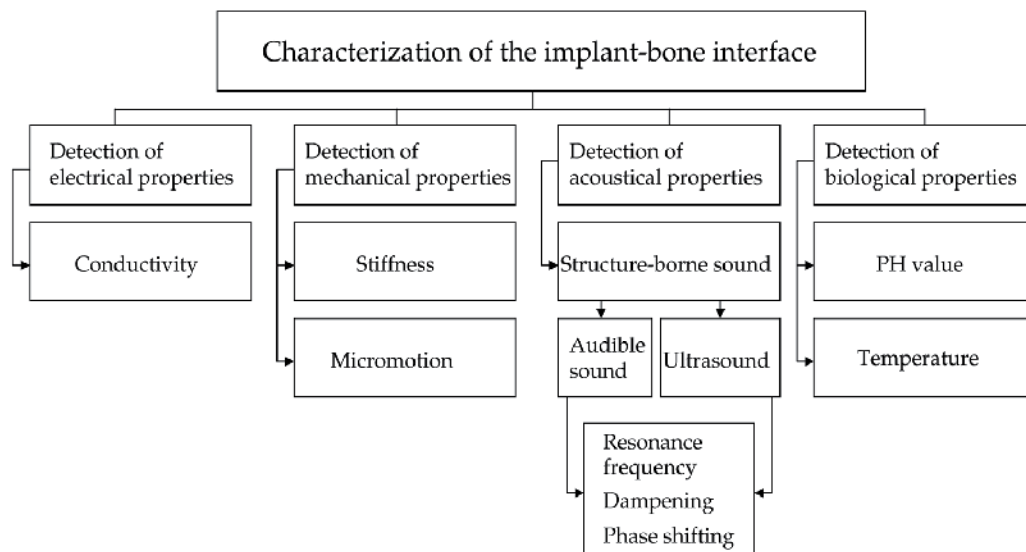 Characterization of the implant-bone interface
Detection of
electrical properties
Detection of
mechanical properties
Detection of
acoustical properties
Detection of
biological properties
Conductivity
Stiffness
Structure-borne sound
PH value
Micromotion
Audible
sound
Ultrasound
Temperature
Resonance
frequency
Dampening
Phase shifting